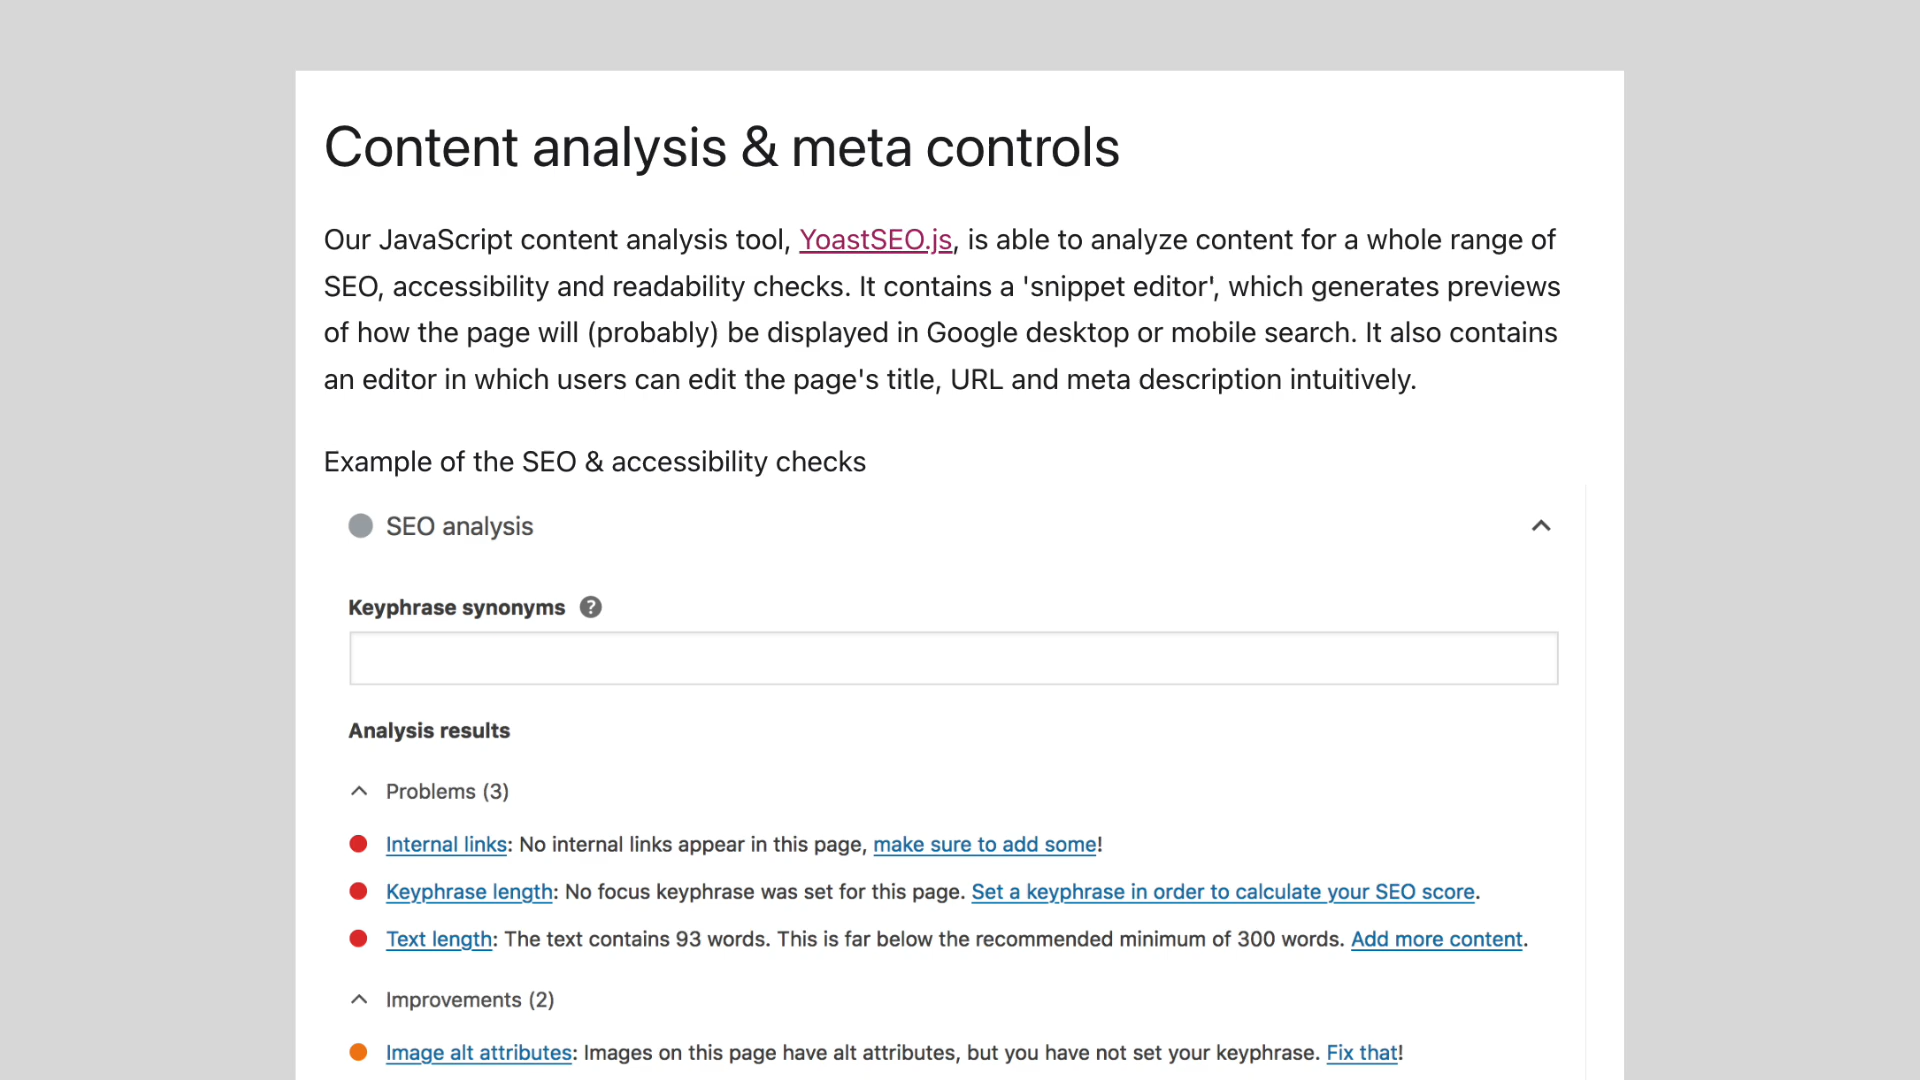 Content analysis & meta controls
Our JavaScript content analysis tool, YoastSEO.js, is able to analyze content for a whole range of
SEO, accessibility and readability checks. It contains a 'snippet editor', which generates previews
of how the page will (probably) be displayed in Google desktop or mobile search. It also contains
an editor in which users can edit the page's title, URL and meta description intuitively.
Example of the SEO & accessibility checks
SEO analysis
Keyphrase synonyms ?
Analysis results
Problems (3)
Internal links: No internal links appear in this page, make sure to add some!
Keyphrase length: No focus keyphrase was set for this page. Set a keyphrase in order to calculate your SEO score.
Text length: The text contains 93 words. This is far below the recommended minimum of 300 words. Add more content.
Improvements (2)
Image alt attributes: Images on this page have alt attributes, but you have not set your keyphrase. Fix that!